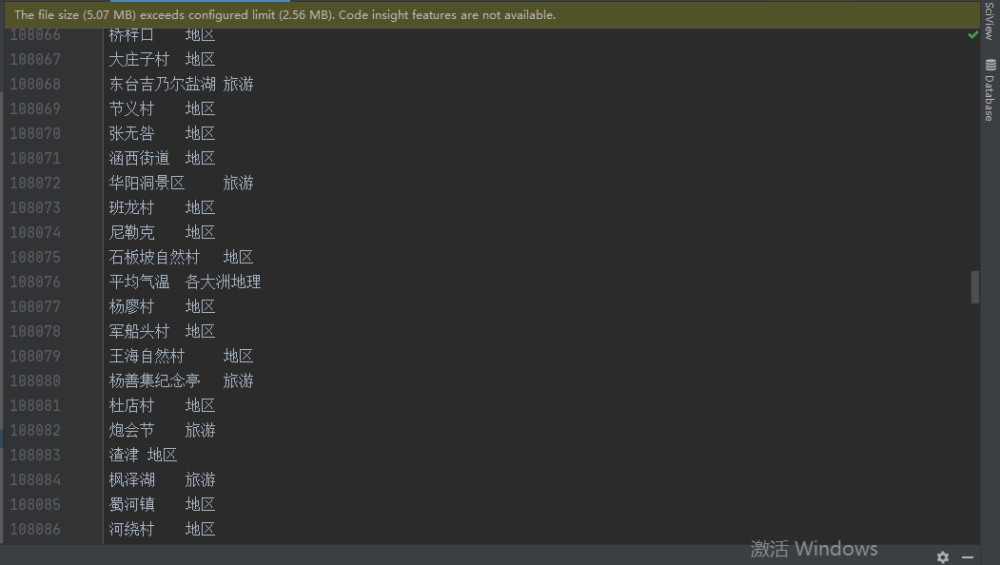 The file size (5.07 MB) exceeds configured limit (2.56 MB). Code insight features are not available.
108066 桥梓口 地区
108067 大庄子村 地区
108068 东台吉乃尔盐湖 旅游
108069 节义村 地区
108070 张无咎 地区
108071 涵西街道 地区
108072 华阳洞景区 旅游
108073 班龙村 地区
108074 尼勒克 地区
108075 石板坡自然村 地区
108076 平均气温 各大洲地理
108077 杨廖村 地区
108078 军船头村 地区
108079 王海自然村 地区
108080 杨善集纪念亭 旅游
108081 杜店村 地区
108082 炮会节 旅游
108083 渣津 地区
108084 枫泽湖 旅游
108085 蜀河镇 地区
108086 河绕村 地区
SciView
Database
激活 Windows